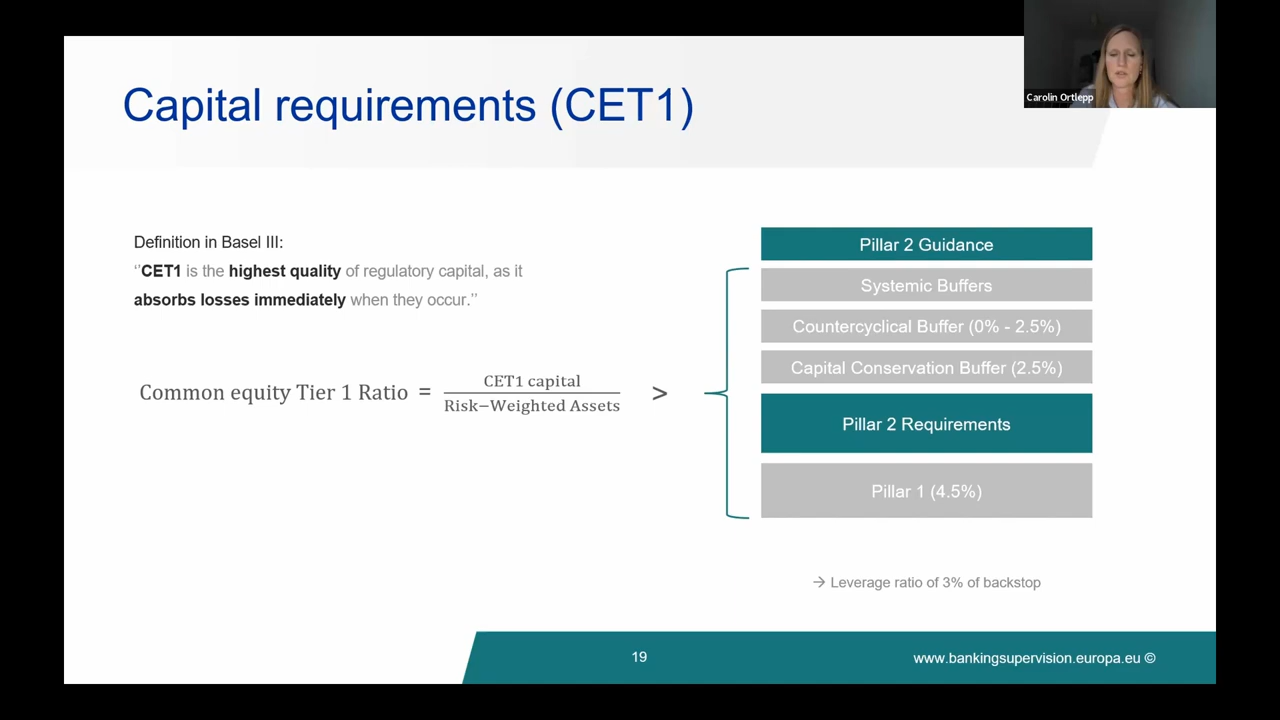 Carolin Ortlepp
Capital requirements (CET1)
Definition in Basel III:
‘‘CET1 is the highest quality of regulatory capital, as it
absorbs losses immediately when they occur.’’
Common equity Tier 1 Ratio = CET1 capital / Risk−Weighted Assets >
Pillar 2 Guidance
Systemic Buffers
Countercyclical Buffer (0% - 2.5%)
Capital Conservation Buffer (2.5%)
Pillar 2 Requirements
Pillar 1 (4.5%)
→ Leverage ratio of 3% of backstop
19
www.bankingsupervision.europa.eu ©